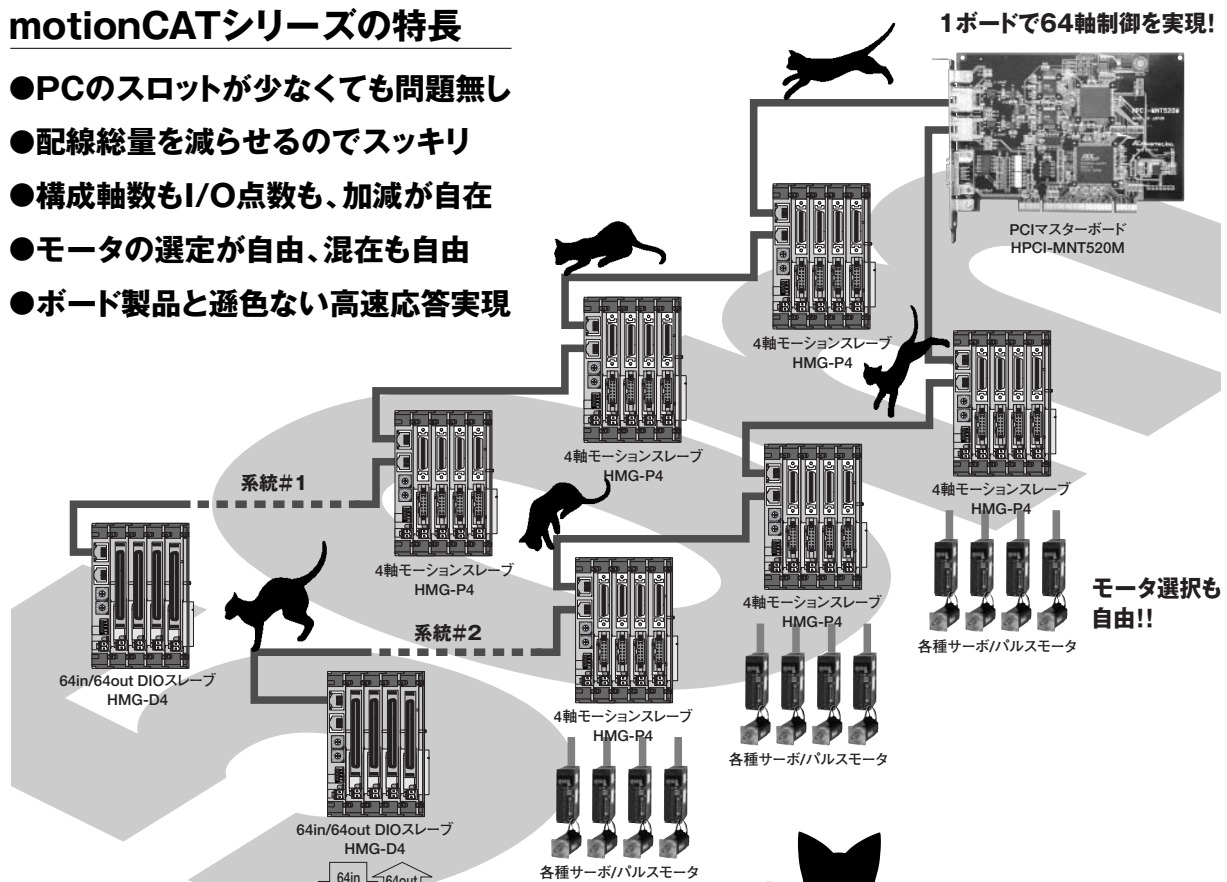 motionCATシリーズの特長
●PCのスロットが少なくても問題無し
●配線総量を減らせるのでスッキリ
●構成軸数もI/O点数も、加減が自在
●モータの選定が自由、混在も自由
●ボード製品と遜色ない高速応答実現
1ボードで64軸制御を実現!
HPCI-MNT520M
PCIマスターボード
HPCI-MNT520M
4軸モーションスレーブ
HMG-P4
4軸モーションスレーブ
HMG-P4
4軸モーションスレーブ
HMG-P4
系統#1
64in/64out DIOスレーブ
HMG-D4
4軸モーションスレーブ
HMG-P4
各種サーボ/パルスモータ
モータ選択も
自由!!
4軸モーションスレーブ
HMG-P4
各種サーボ/パルスモータ
系統#2
4軸モーションスレーブ
HMG-P4
各種サーボ/パルスモータ
64in/64out DIOスレーブ
HMG-D4
64in
64out